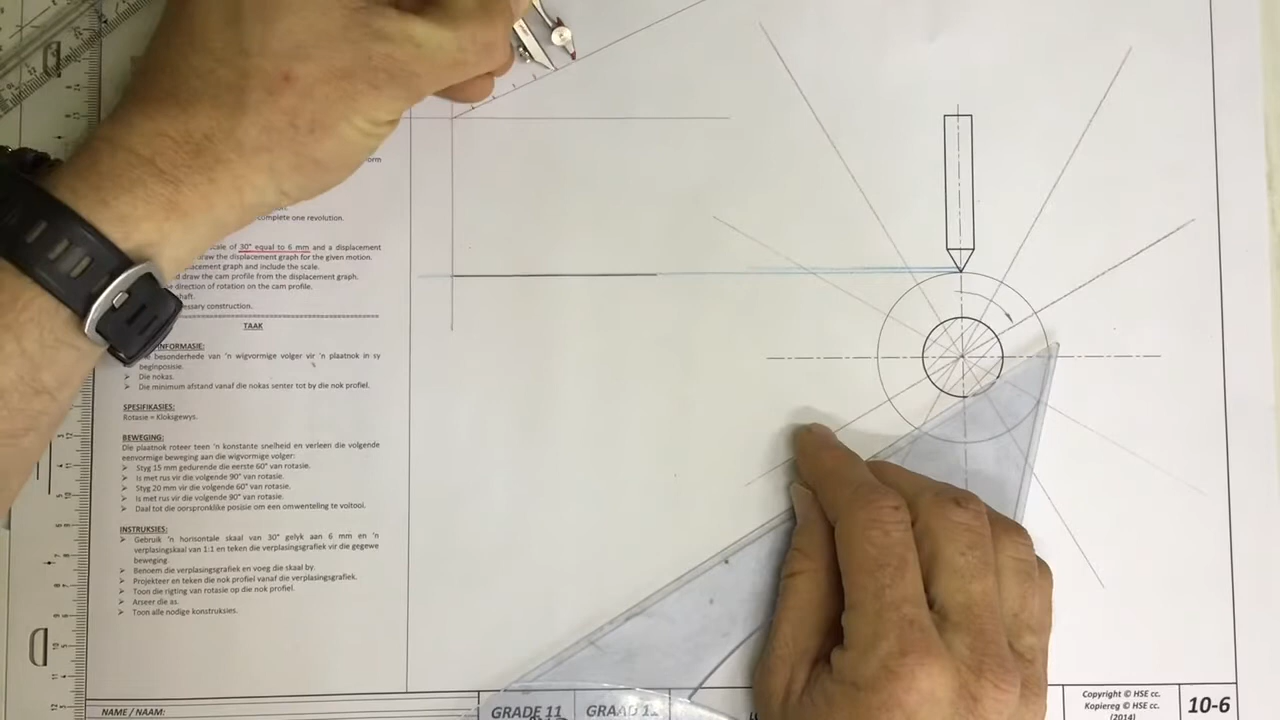 complete one revolution.
scale of 30° equal to 6 mm and a displacement
draw the displacement graph for the given motion.
displacement graph and include the scale.
and draw the cam profile from the displacement graph.
direction of rotation on the cam profile.
TAAK
besonderhede van 'n wigvormige volger vir 'n plaatnok in sy
beginposisie.
Die nokas.
Die minimum afstand vanaf die nokas senter tot by die nok profiel.
SPESIFIKASIES:
Rotasie = Kloksgewys.
BEWEGING:
Die plaatnok roteer teen 'n konstante snelheid en verleen die volgende
eenvormige beweging aan die wigvormige volger:
Styg 15 mm gedurende die eerste 60° van rotasie.
Is met rus vir die volgende 90° van rotasie.
Styg 20 mm vir die volgende 60° van rotasie.
Is met rus vir die volgende 90° van rotasie.
Daal tot die oorspronklike posisie om een omwenteling te voltooi.
INSTRUKSIES:
Gebruik 'n horisontale skaal van 30° gelyk aan 6 mm en 'n
verplasingskaal van 1:1 en teken die verplasingsgrafiek vir die gegewe
beweging.
Benoem die verplasingsgrafiek en voeg die skaal by.
Projekteer en teken die nok profiel vanaf die verplasingsgrafiek.
Toon die rigting van rotasie op die nok profiel.
Arseer die as.
Toon alle nodige konstruksies.
NAME / NAAM:
GRADE 11
GRAAD
Copyright © HSE cc.
Kopiereg © HSE cc.
(2014)
10-6